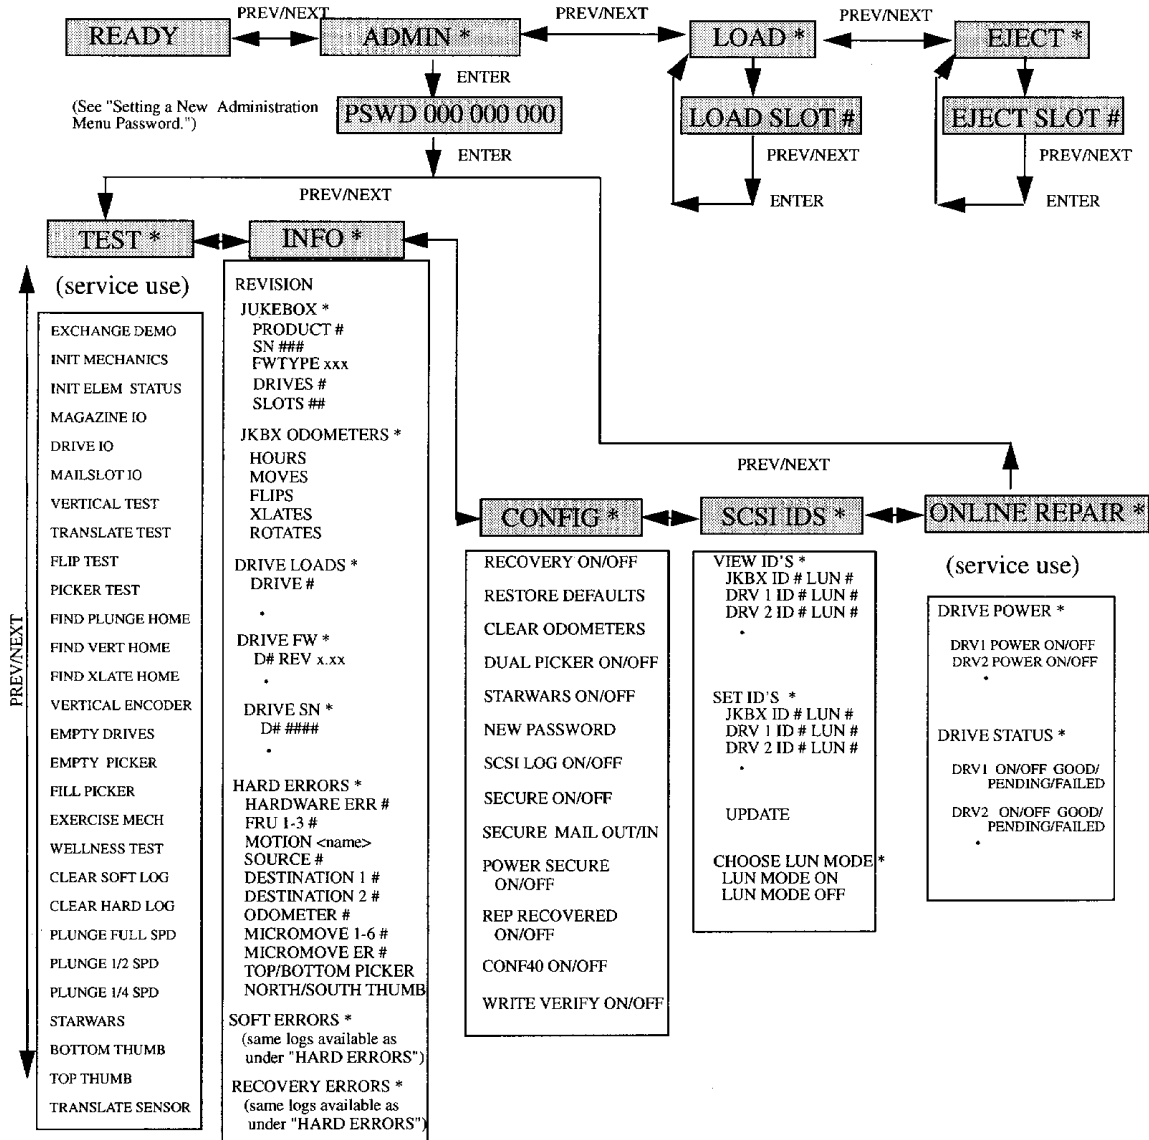 PREV/NEXT
PREV/NEXT
PREV/NEXT
READY
ADMIN *
LOAD *
EJECT *
ENTER
(See "Setting a New Administration
Menu Password.")
PSWD 000 000 000
LOAD SLOT #
EJECT SLOT #
ENTER
PREV/NEXT
PREV/NEXT
ENTER
ENTER
PREV/NEXT
TEST *
(service use)
PREV/NEXT
EXCHANGE DEMO
INIT MECHANICS
INIT ELEM STATUS
MAGAZINE IO
DRIVE IO
MAILSLOT IO
VERTICAL TEST
TRANSLATE TEST
FLIP TEST
PICKER TEST
FIND PLUNGE HOME
FIND VERT HOME
FIND XLATE HOME
VERTICAL ENCODER
EMPTY DRIVES
EMPTY PICKER
FILL PICKER
EXERCISE MECH
WELLNESS TEST
CLEAR SOFT LOG
CLEAR HARD LOG
PLUNGE FULL SPD
PLUNGE 1/2 SPD
PLUNGE 1/4 SPD
STARWARS
BOTTOM THUMB
TOP THUMB
TRANSLATE SENSOR
INFO *
REVISION
JUKEBOX *
PRODUCT #
SN ###
FWTYPE xxx
DRIVES #
SLOTS ##
JKBX ODOMETERS *
HOURS
MOVES
FLIPS
XLATES
ROTATES
DRIVE LOADS *
DRIVE #
DRIVE FW *
D# REV x.xx
DRIVE SN *
D# ####
HARD ERRORS *
HARDWARE ERR #
FRU 1-3 #
MOTION <name>
SOURCE #
DESTINATION 1 #
DESTINATION 2 #
ODOMETER #
MICROMOVE 1-6 #
MICROMOVE ER #
TOP/BOTTOM PICKER
NORTH/SOUTH THUMB
SOFT ERRORS *
(same logs available as
under "HARD ERRORS")
RECOVERY ERRORS *
(same logs available as
under "HARD ERRORS")
PREV/NEXT
CONFIG *
RECOVERY ON/OFF
RESTORE DEFAULTS
CLEAR ODOMETERS
DUAL PICKER ON/OFF
STARWARS ON/OFF
NEW PASSWORD
SCSI LOG ON/OFF
SECURE ON/OFF
SECURE MAIL OUT/IN
POWER SECURE
ON/OFF
REP RECOVERED
ON/OFF
CONF40 ON/OFF
WRITE VERIFY ON/OFF
SCSI IDS *
VIEW ID'S *
JKBX ID # LUN #
DRV 1 ID # LUN #
DRV 2 ID # LUN #
SET ID'S *
JKBX ID # LUN #
DRV 1 ID # LUN #
DRV 2 ID # LUN #
UPDATE
CHOOSE LUN MODE *
LUN MODE ON
LUN MODE OFF
ONLINE REPAIR *
(service use)
DRIVE POWER *
DRV1 POWER ON/OFF
DRV2 POWER ON/OFF
DRIVE STATUS *
DRV1 ON/OFF GOOD/
PENDING/FAILED
DRV2 ON/OFF GOOD/
PENDING/FAILED